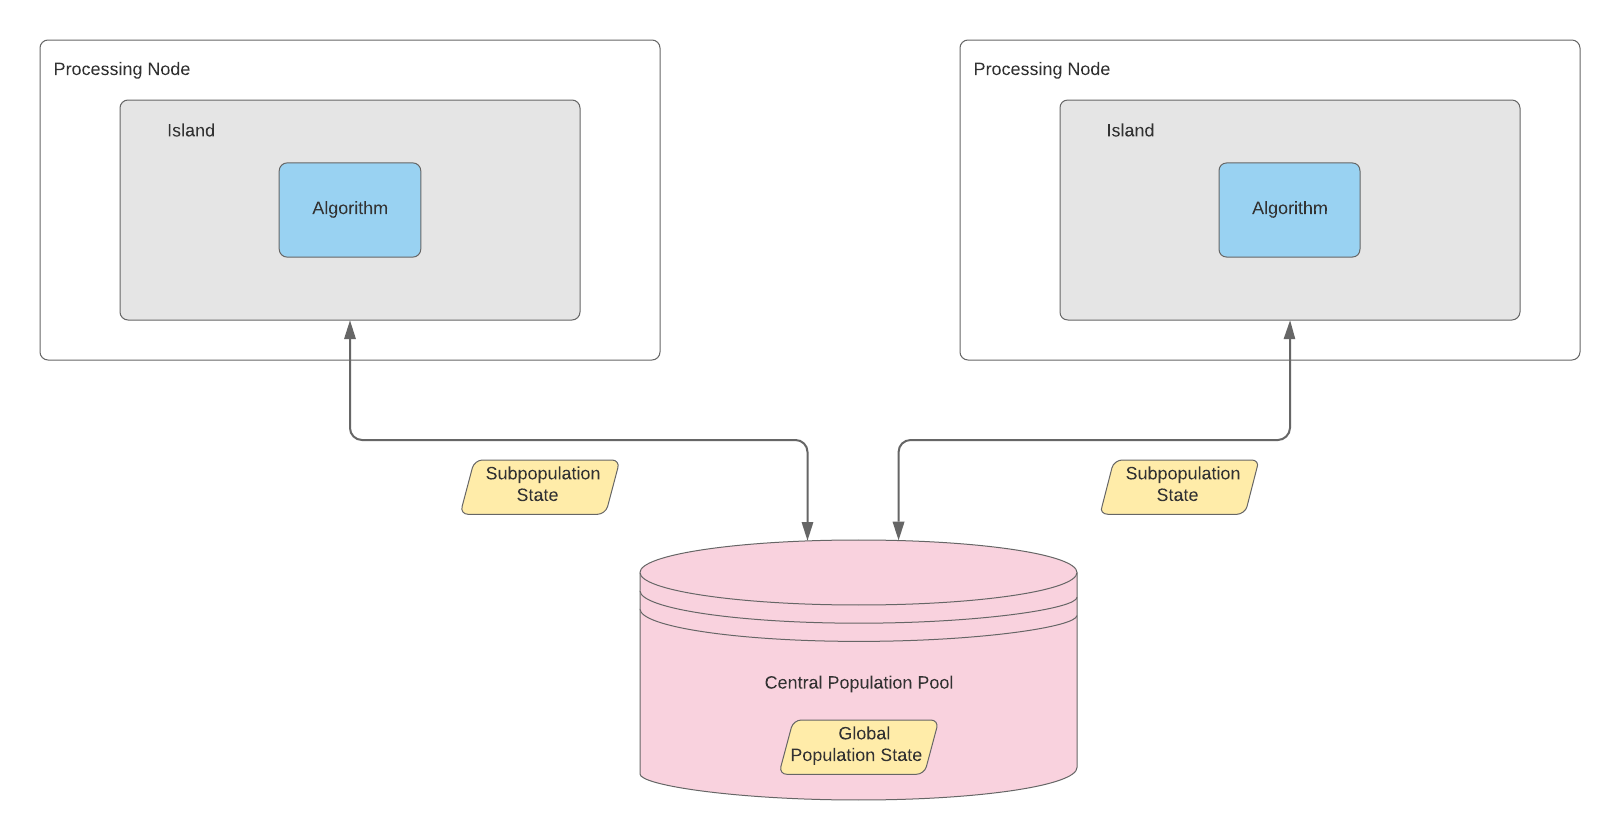 Processing Node
Island
Algorithm
Processing Node
Island
Algorithm
Subpopulation
State
Subpopulation
State
Central Population Pool
Global
Population State